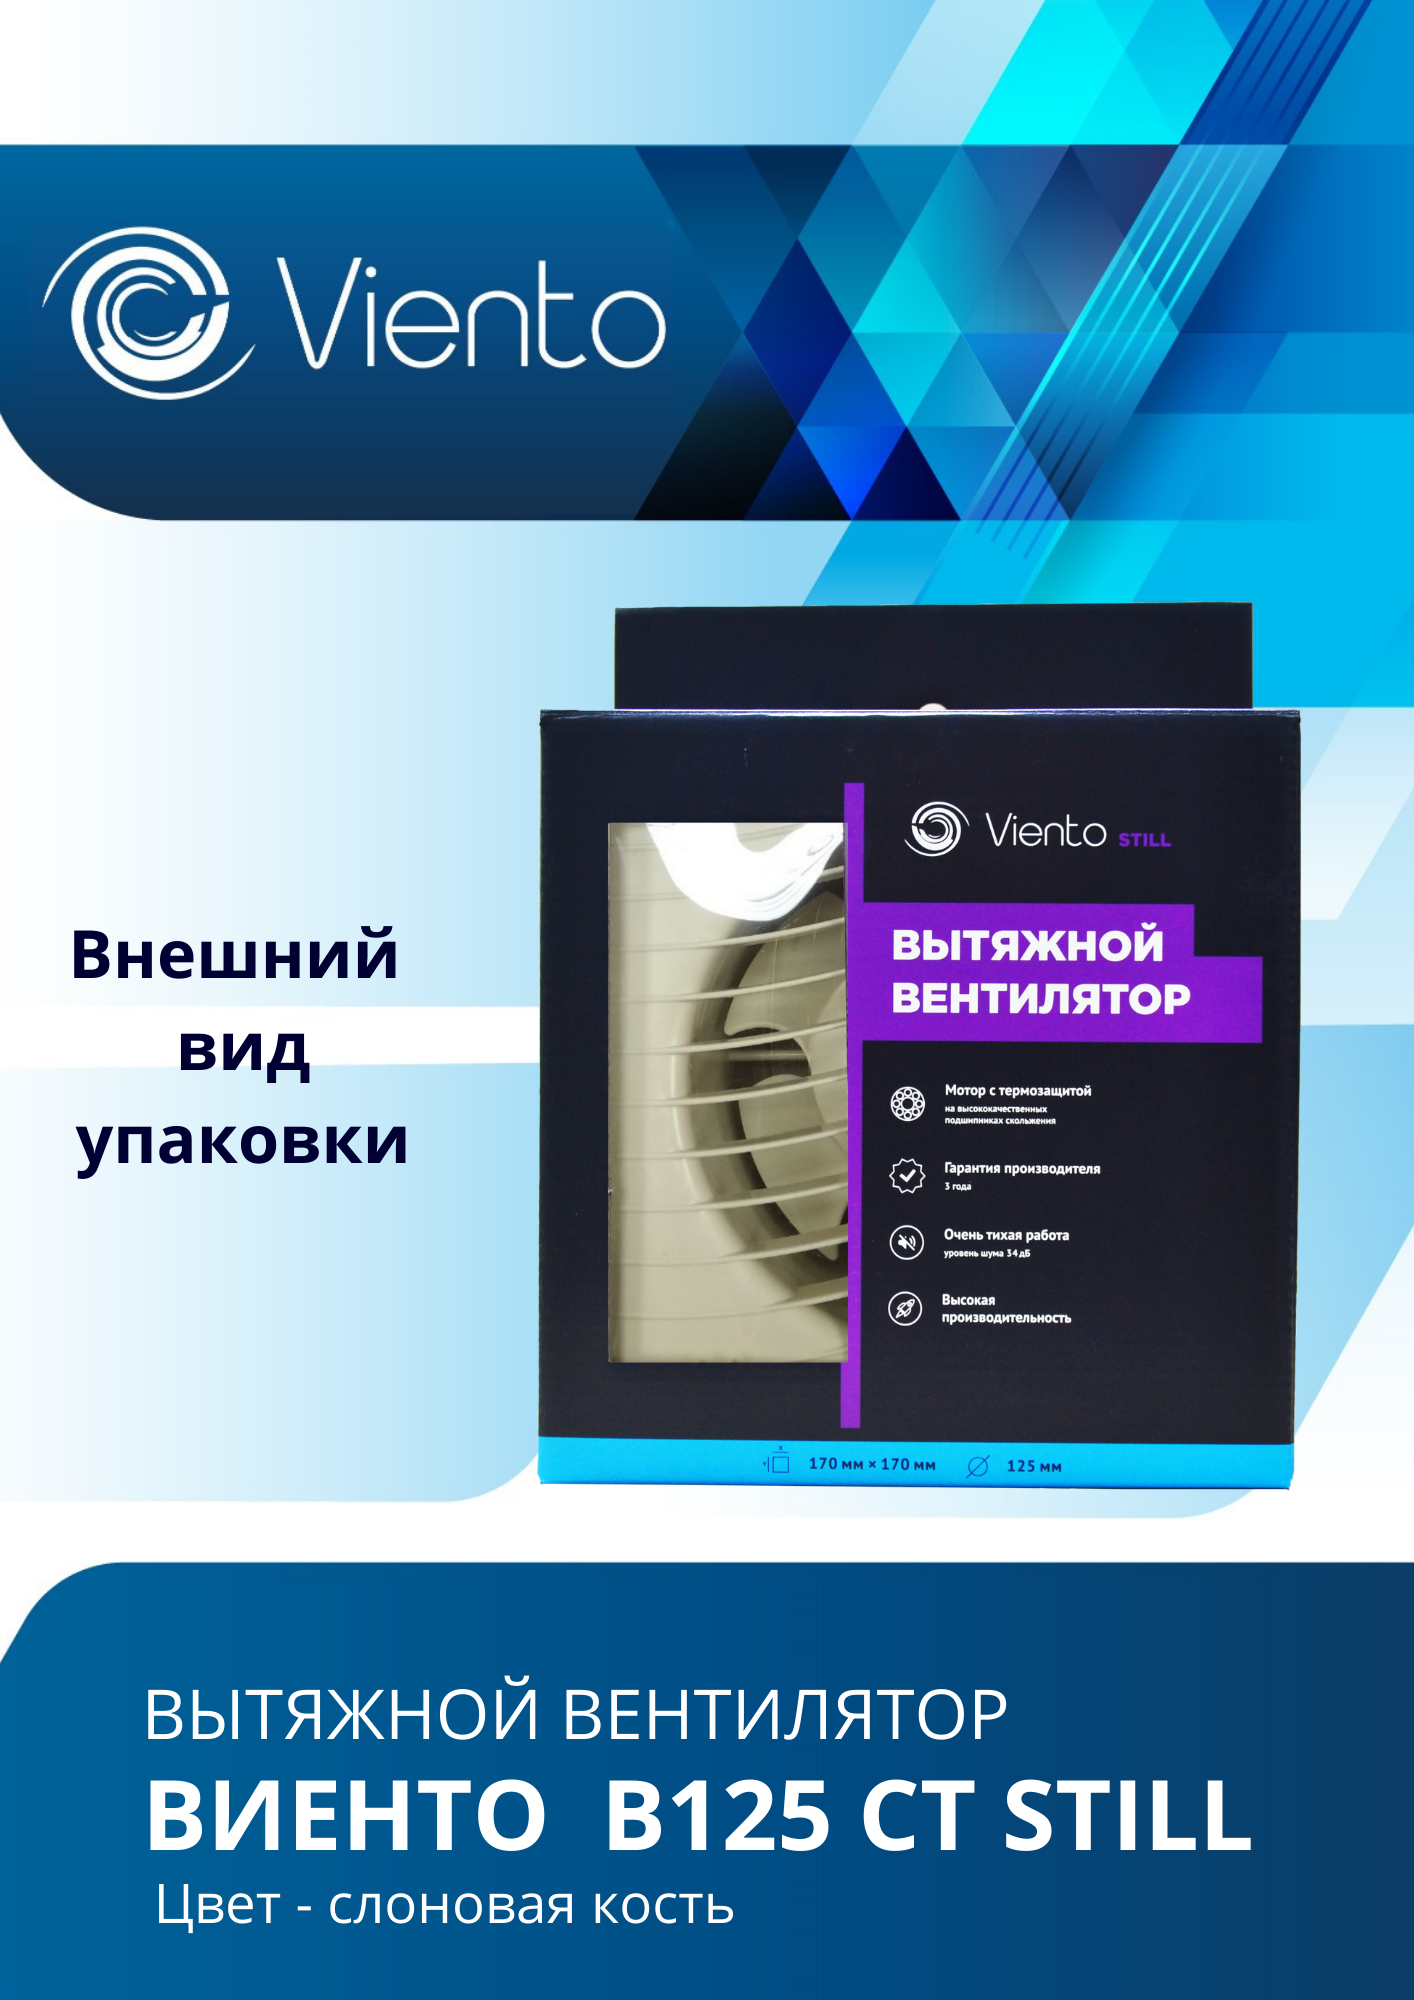 Viento
Внешний
вид
упаковки
Viento STILL
ВЫТЯЖНОЙ
ВЕНТИЛЯТОР
Мотор с термозащитой
на высококачественных
подшипниках скольжения
Гарантия производителя
3 года
Очень тихая работа
уровень шума 34 дБ
Высокая
производительность
X
Y
170 мм × 170 мм
125 мм
ВЫТЯЖНОЙ ВЕНТИЛЯТОР
ВИЕНТО В125 СТ STILL
Цвет - слоновая кость